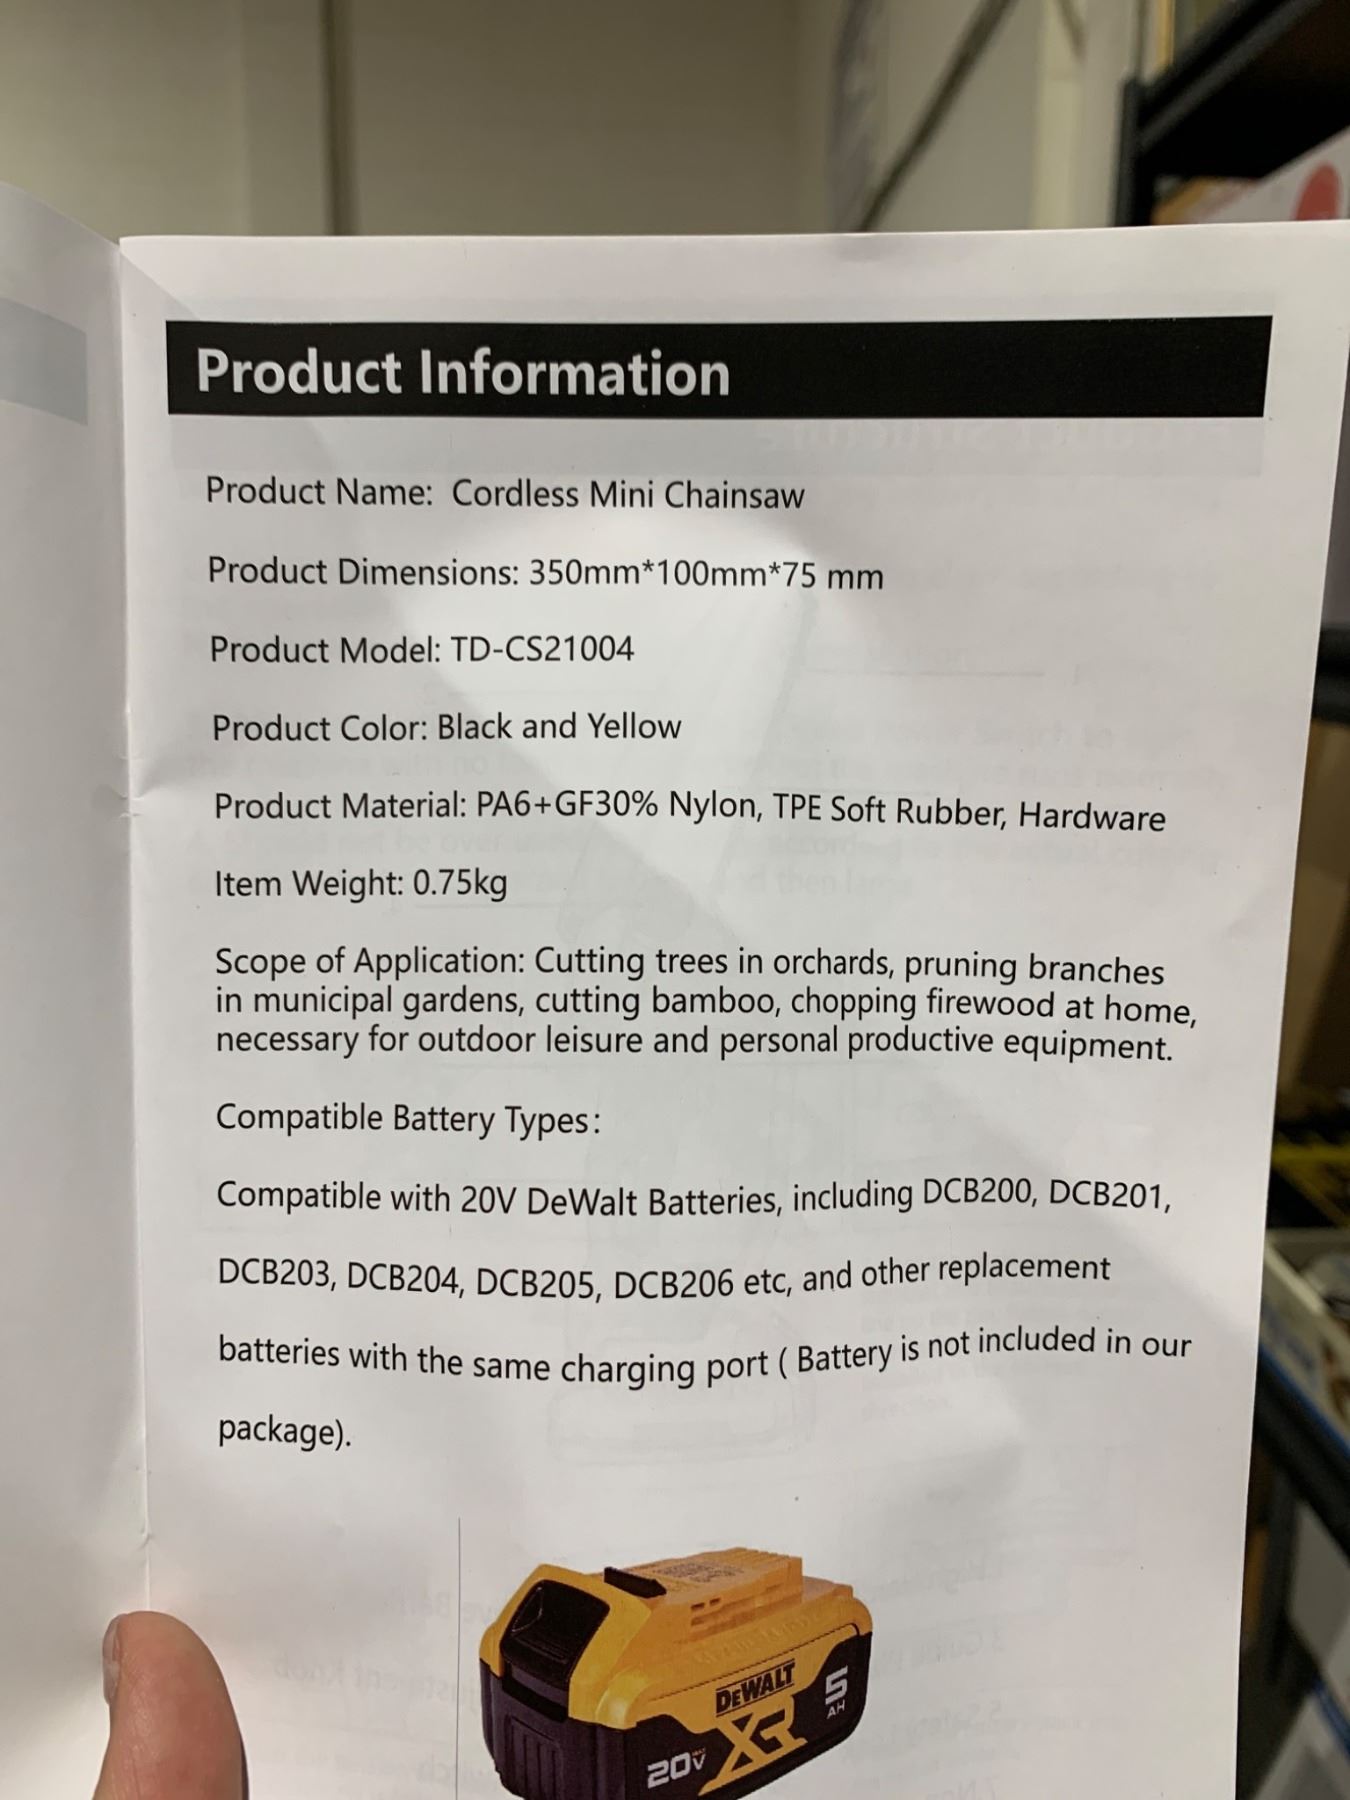 Product Information
Product Name: Cordless Mini Chainsaw
Product Dimensions: 350mm*100mm*75 mm
Product Model: TD-CS21004
Product Color: Black and Yellow
Product Material: PA6+GF30% Nylon, TPE Soft Rubber, Hardware
Item Weight: 0.75kg
Scope of Application: Cutting trees in orchards, pruning branches
in municipal gardens, cutting bamboo, chopping firewood at home,
necessary for outdoor leisure and personal productive equipment.
Compatible Battery Types:
Compatible with 20V DeWalt Batteries, including DCB200, DCB201,
DCB203, DCB204, DCB205, DCB206 etc, and other replacement
batteries with the same charging port ( Battery is not included in our
package).
DEWALT
5
AH
XR
20V